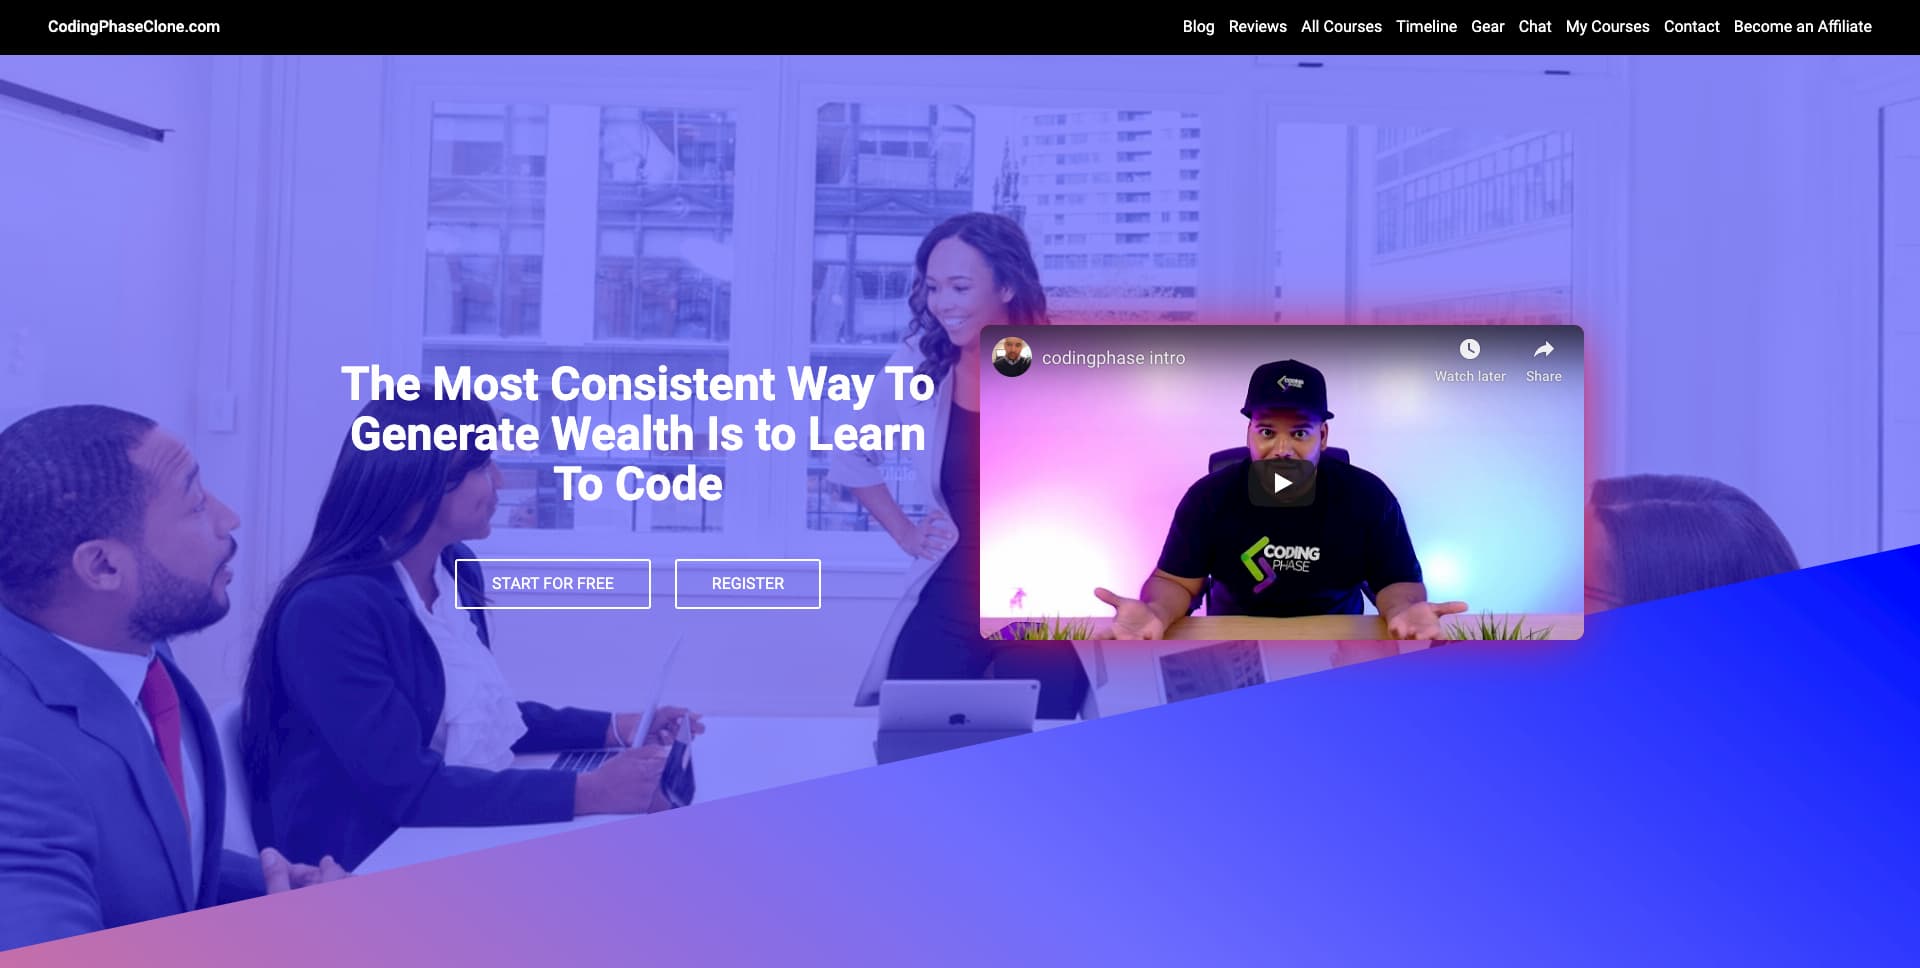 CodingPhaseClone.com
Blog Reviews All Courses Timeline Gear Chat My Courses Contact Become an Affiliate
The Most Consistent Way To
Generate Wealth Is to Learn
To Code
START FOR FREE REGISTER
codingphase intro
Watch later Share
CODING
PHASE
CODING
PHASE